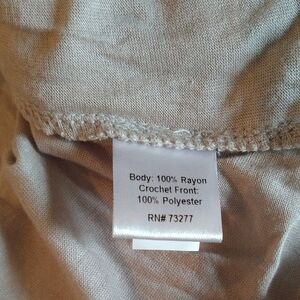 Body: 100% Rayon
Crochet Front:
100% Polyester
RN# 73277